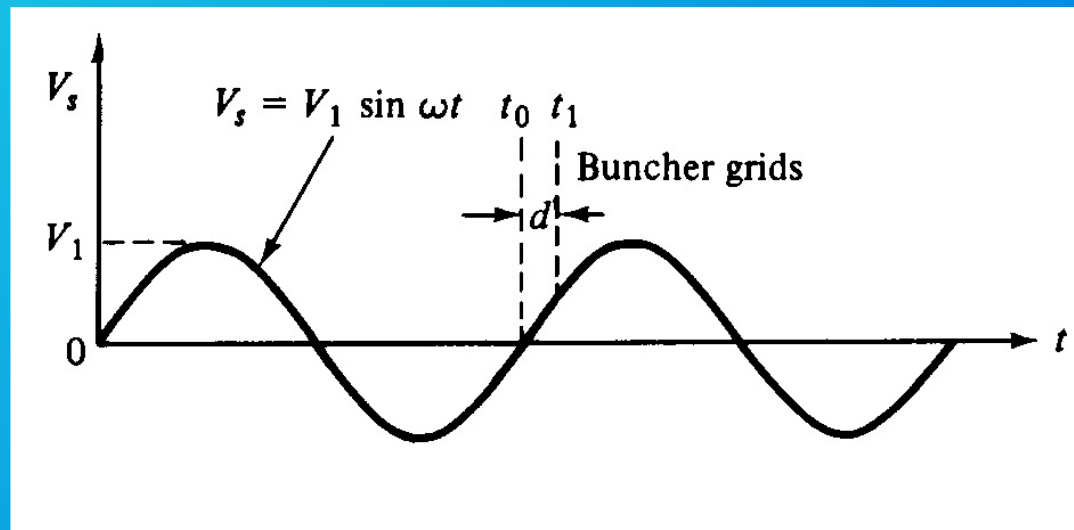 V_s
V_s = V_1 sin ωt
t_0 t_1
Buncher grids
d
V_1
0
t